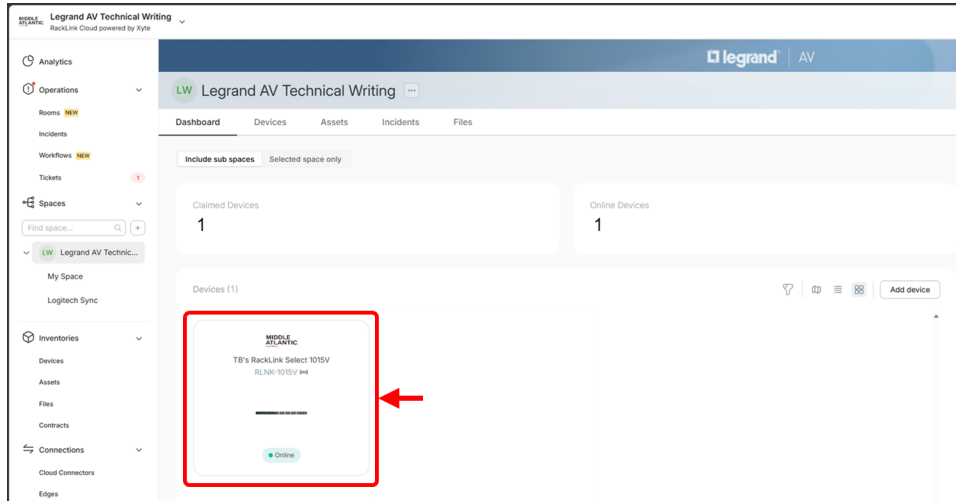 MIDDLE ATLANTIC
Legrand AV Technical Writing
RackLink Cloud powered by Xyte
Analytics
Operations
Rooms NEW
Incidents
Workflows NEW
Tickets 1
Spaces
Find space...
+
LW Legrand AV Technic...
My Space
Logitech Sync
Inventories
Devices
Assets
Files
Contracts
Connections
Cloud Connectors
Edges
legrand | AV
LW Legrand AV Technical Writing ...
Dashboard Devices Assets Incidents Files
Include sub spaces Selected space only
Claimed Devices
1
Online Devices
1
Devices (1)
Add device
MIDDLE
ATLANTIC
TB's RackLink Select 1015V
RLNK-1015V
Online